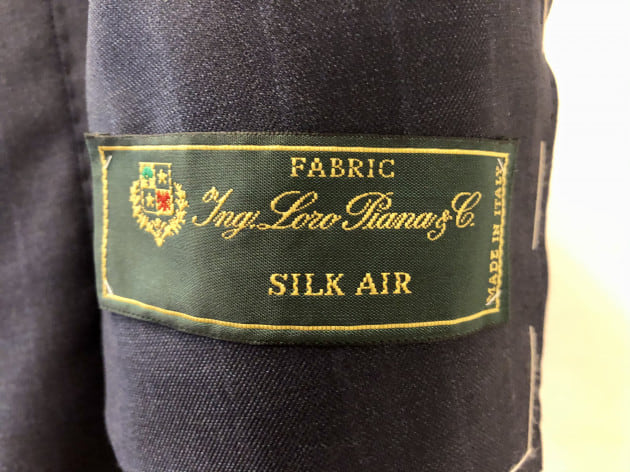 FABRIC
Ing. Loro Piana & C.
SILK AIR
MADE IN ITALY